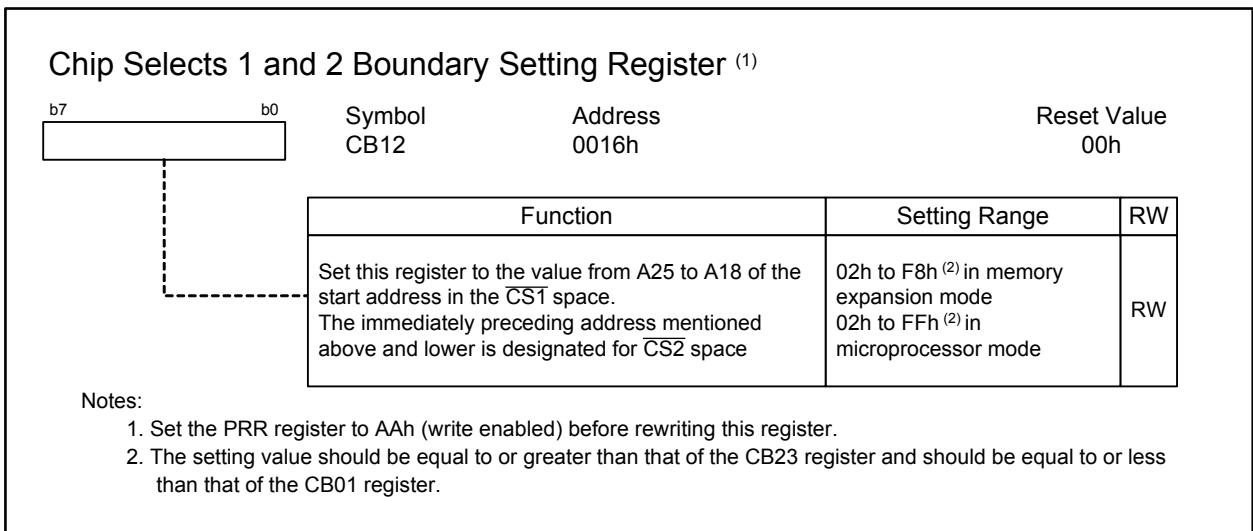 Chip Selects 1 and 2 Boundary Setting Register (1)
b7 b0 Symbol Address Reset Value
CB12 0016h 00h
Function Setting Range RW
Set this register to the value from A25 to A18 of the
start address in the CS1 space.
The immediately preceding address mentioned
above and lower is designated for CS2 space
02h to F8h (2) in memory
expansion mode
02h to FFh (2) in
microprocessor mode
RW
Notes:
1. Set the PRR register to AAh (write enabled) before rewriting this register.
2. The setting value should be equal to or greater than that of the CB23 register and should be equal to or less
than that of the CB01 register.